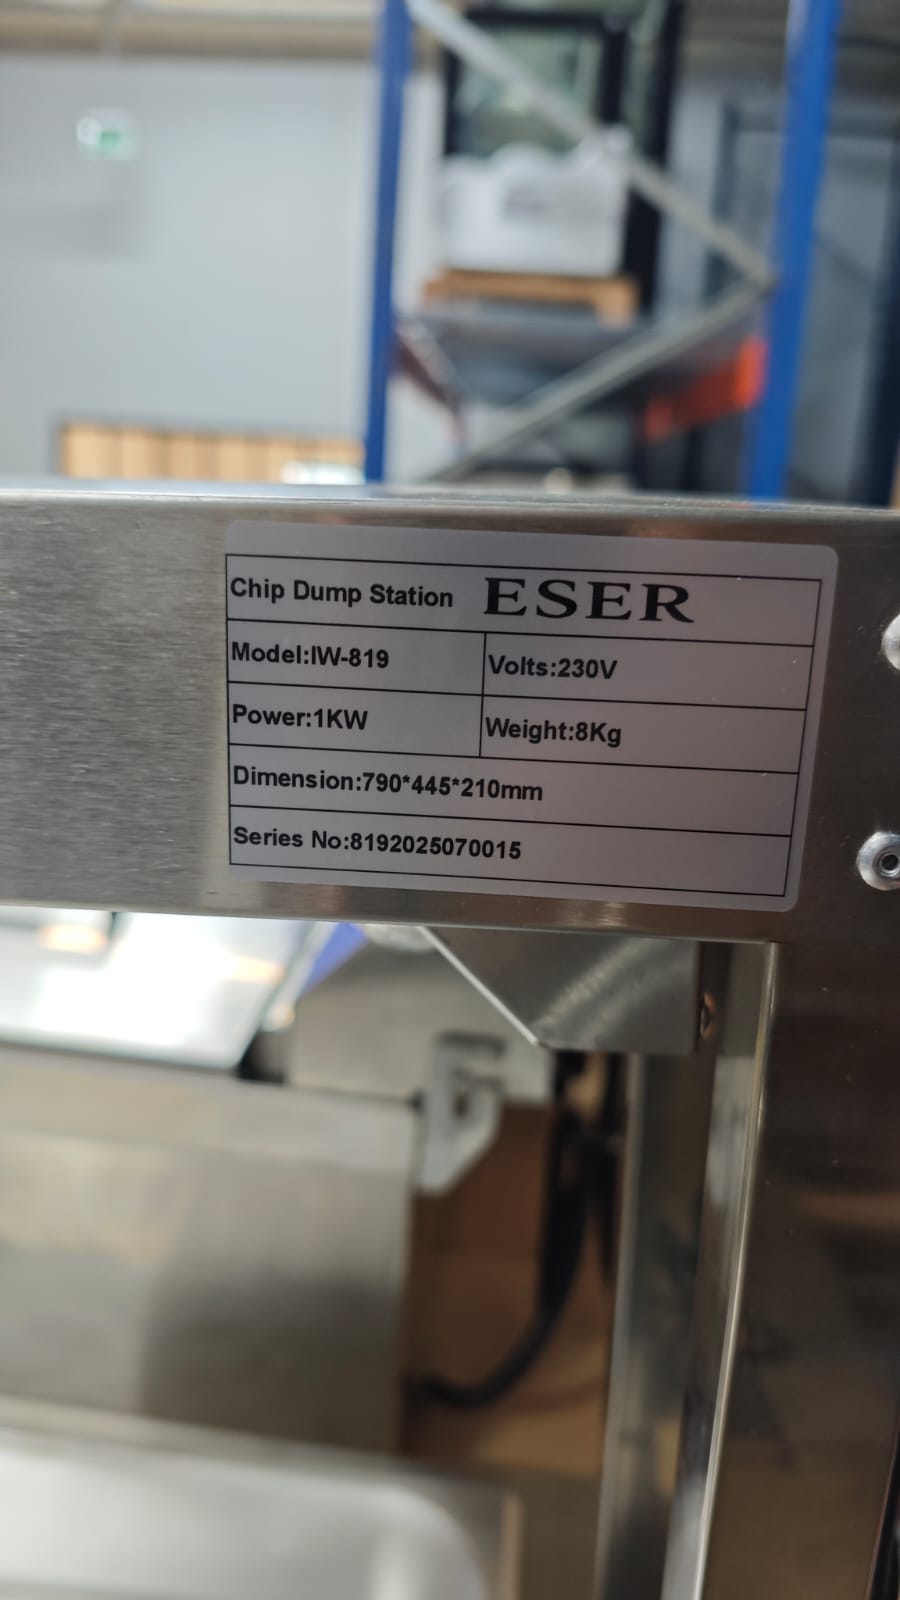 Chip Dump Station ESER
Model:IW-819 Volts:230V
Power:1KW Weight:8Kg
Dimension:790*445*210mm
Series No:8192025070015